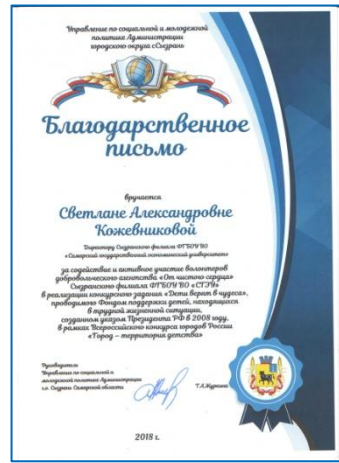 Управление по социальной и молодежной
политике Администрации
городского округа Сызрань
Благодарственное
письмо
вручается
Светлане Александровне
Кожевниковой
Директору Сызранского филиала ФГБОУ ВО
«Самарский государственный экономический университет»
за содействие и активное участие волонтеров
добровольческого агентства «От чистого сердца»
Сызранского филиала ФГБОУ ВО «СГЭУ»
в реализации конкурсного задания «Дети верят в чудеса»,
проводимого Фондом поддержки детей, находящихся
в трудной жизненной ситуации,
созданным указом Президента РФ в 2008 году,
в рамках Всероссийского конкурса городов России
«Город – территория детства»
Руководитель
Управления по социальной и
молодежной политике Администрации
г.о. Сызрань Самарской области
2018 г.